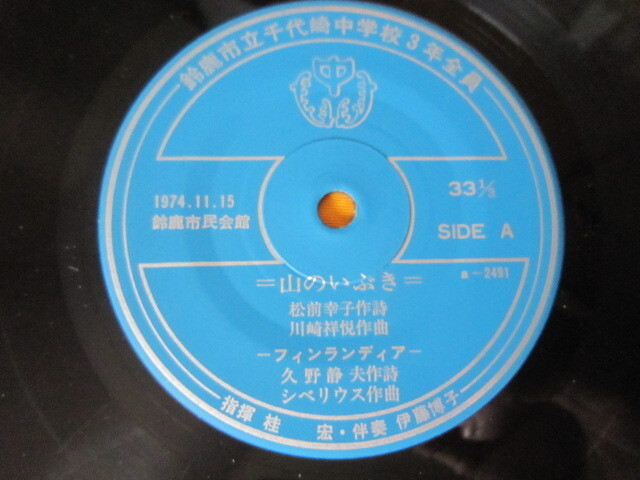 鈴鹿市立千代崎中学校3年全員
中
1974.11.15
鈴鹿市民会館
33⅓
SIDE A
a-2491
=山のいぶき=
松前幸子作詩
川崎祥悦作曲
-フィンランディア-
久野静夫作詩
シベリウス作曲
指揮 桂 宏・伴奏 伊藤博子